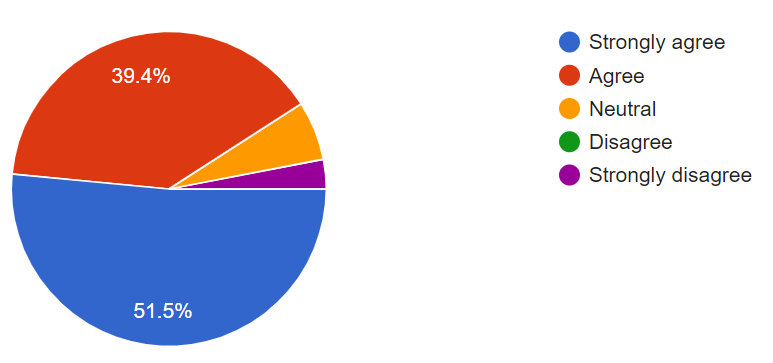 39.4%
51.5%
Strongly agree
Agree
Neutral
Disagree
Strongly disagree